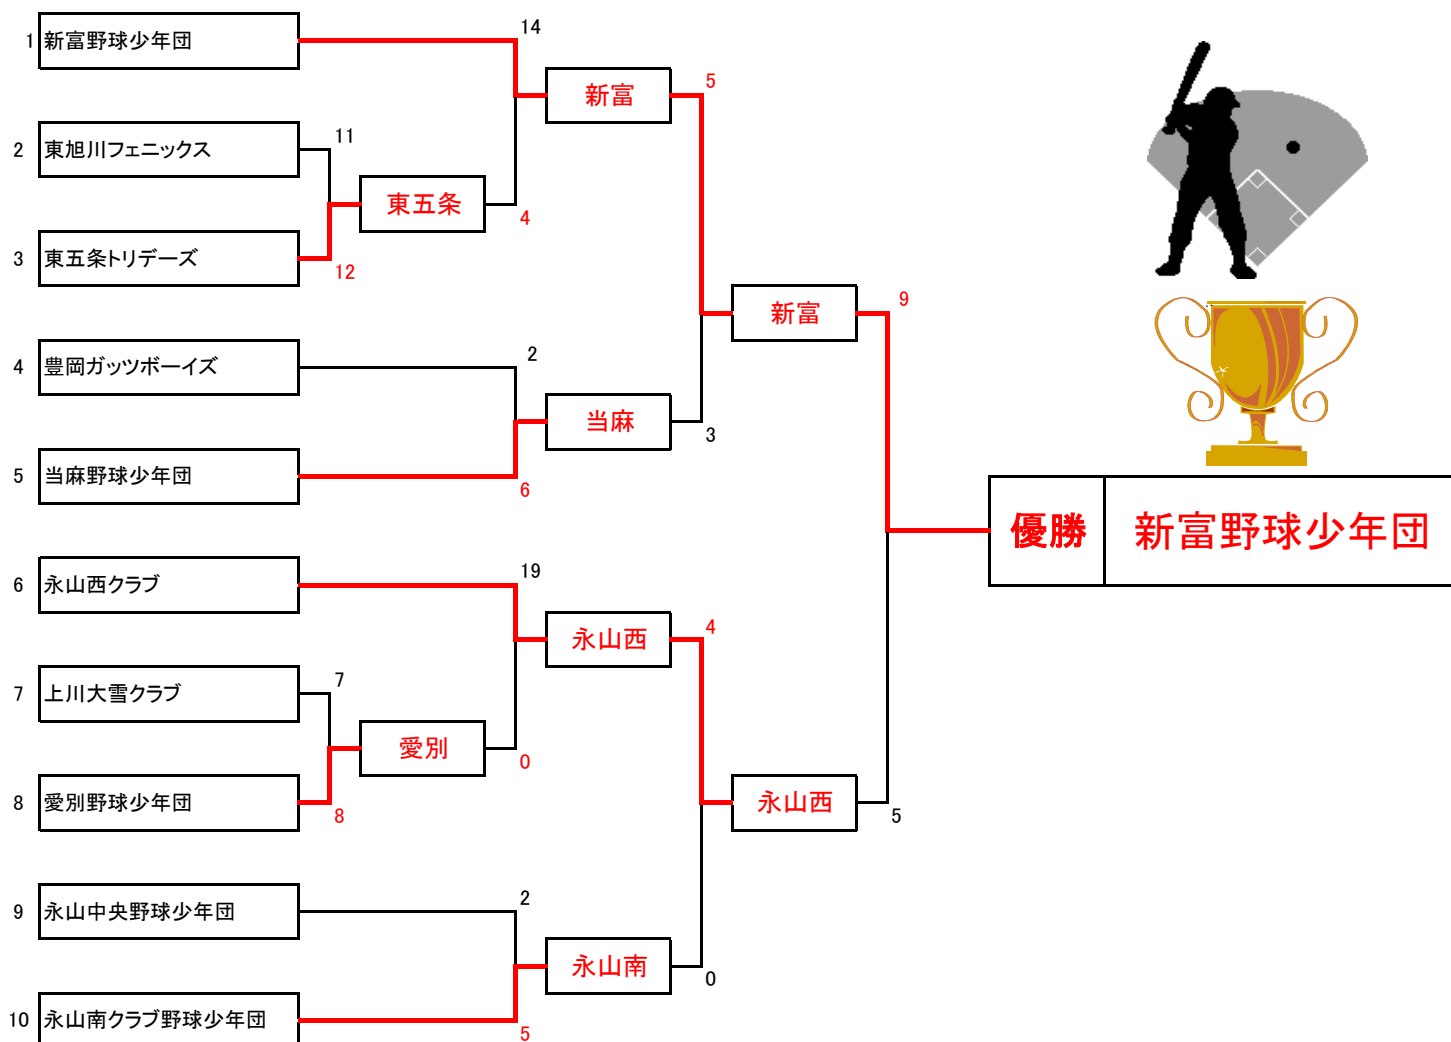 14
1 新富野球少年団
新富
5
11
2 東旭川フェニックス
東五条
4
3 東五条トリデーズ
12
新富
9
2
4 豊岡ガッツボーイズ
当麻
3
5 当麻野球少年団
6
優勝 新富野球少年団
19
6 永山西クラブ
永山西
4
7
7 上川大雪クラブ
愛別
0
8 愛別野球少年団
8
永山西
5
2
9 永山中央野球少年団
永山南
0
10 永山南クラブ野球少年団
5